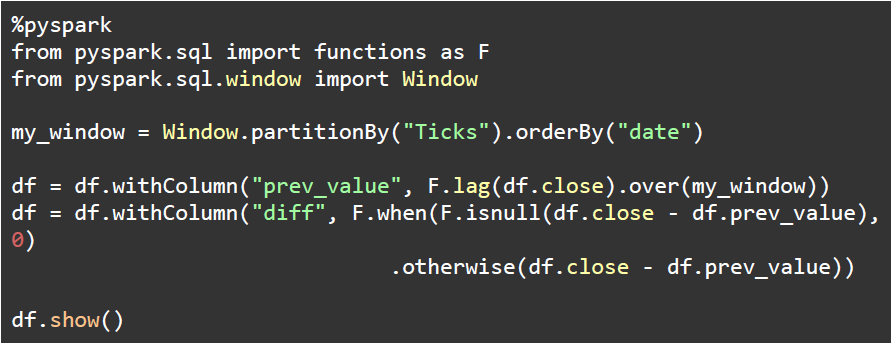 %pyspark
from pyspark.sql import functions as F
from pyspark.sql.window import Window

my_window = Window.partitionBy("Ticks").orderBy("date")

df = df.withColumn("prev_value", F.lag(df.close).over(my_window))
df = df.withColumn("diff", F.when(F.isnull(df.close - df.prev_value),
0)
                              .otherwise(df.close - df.prev_value))

df.show()